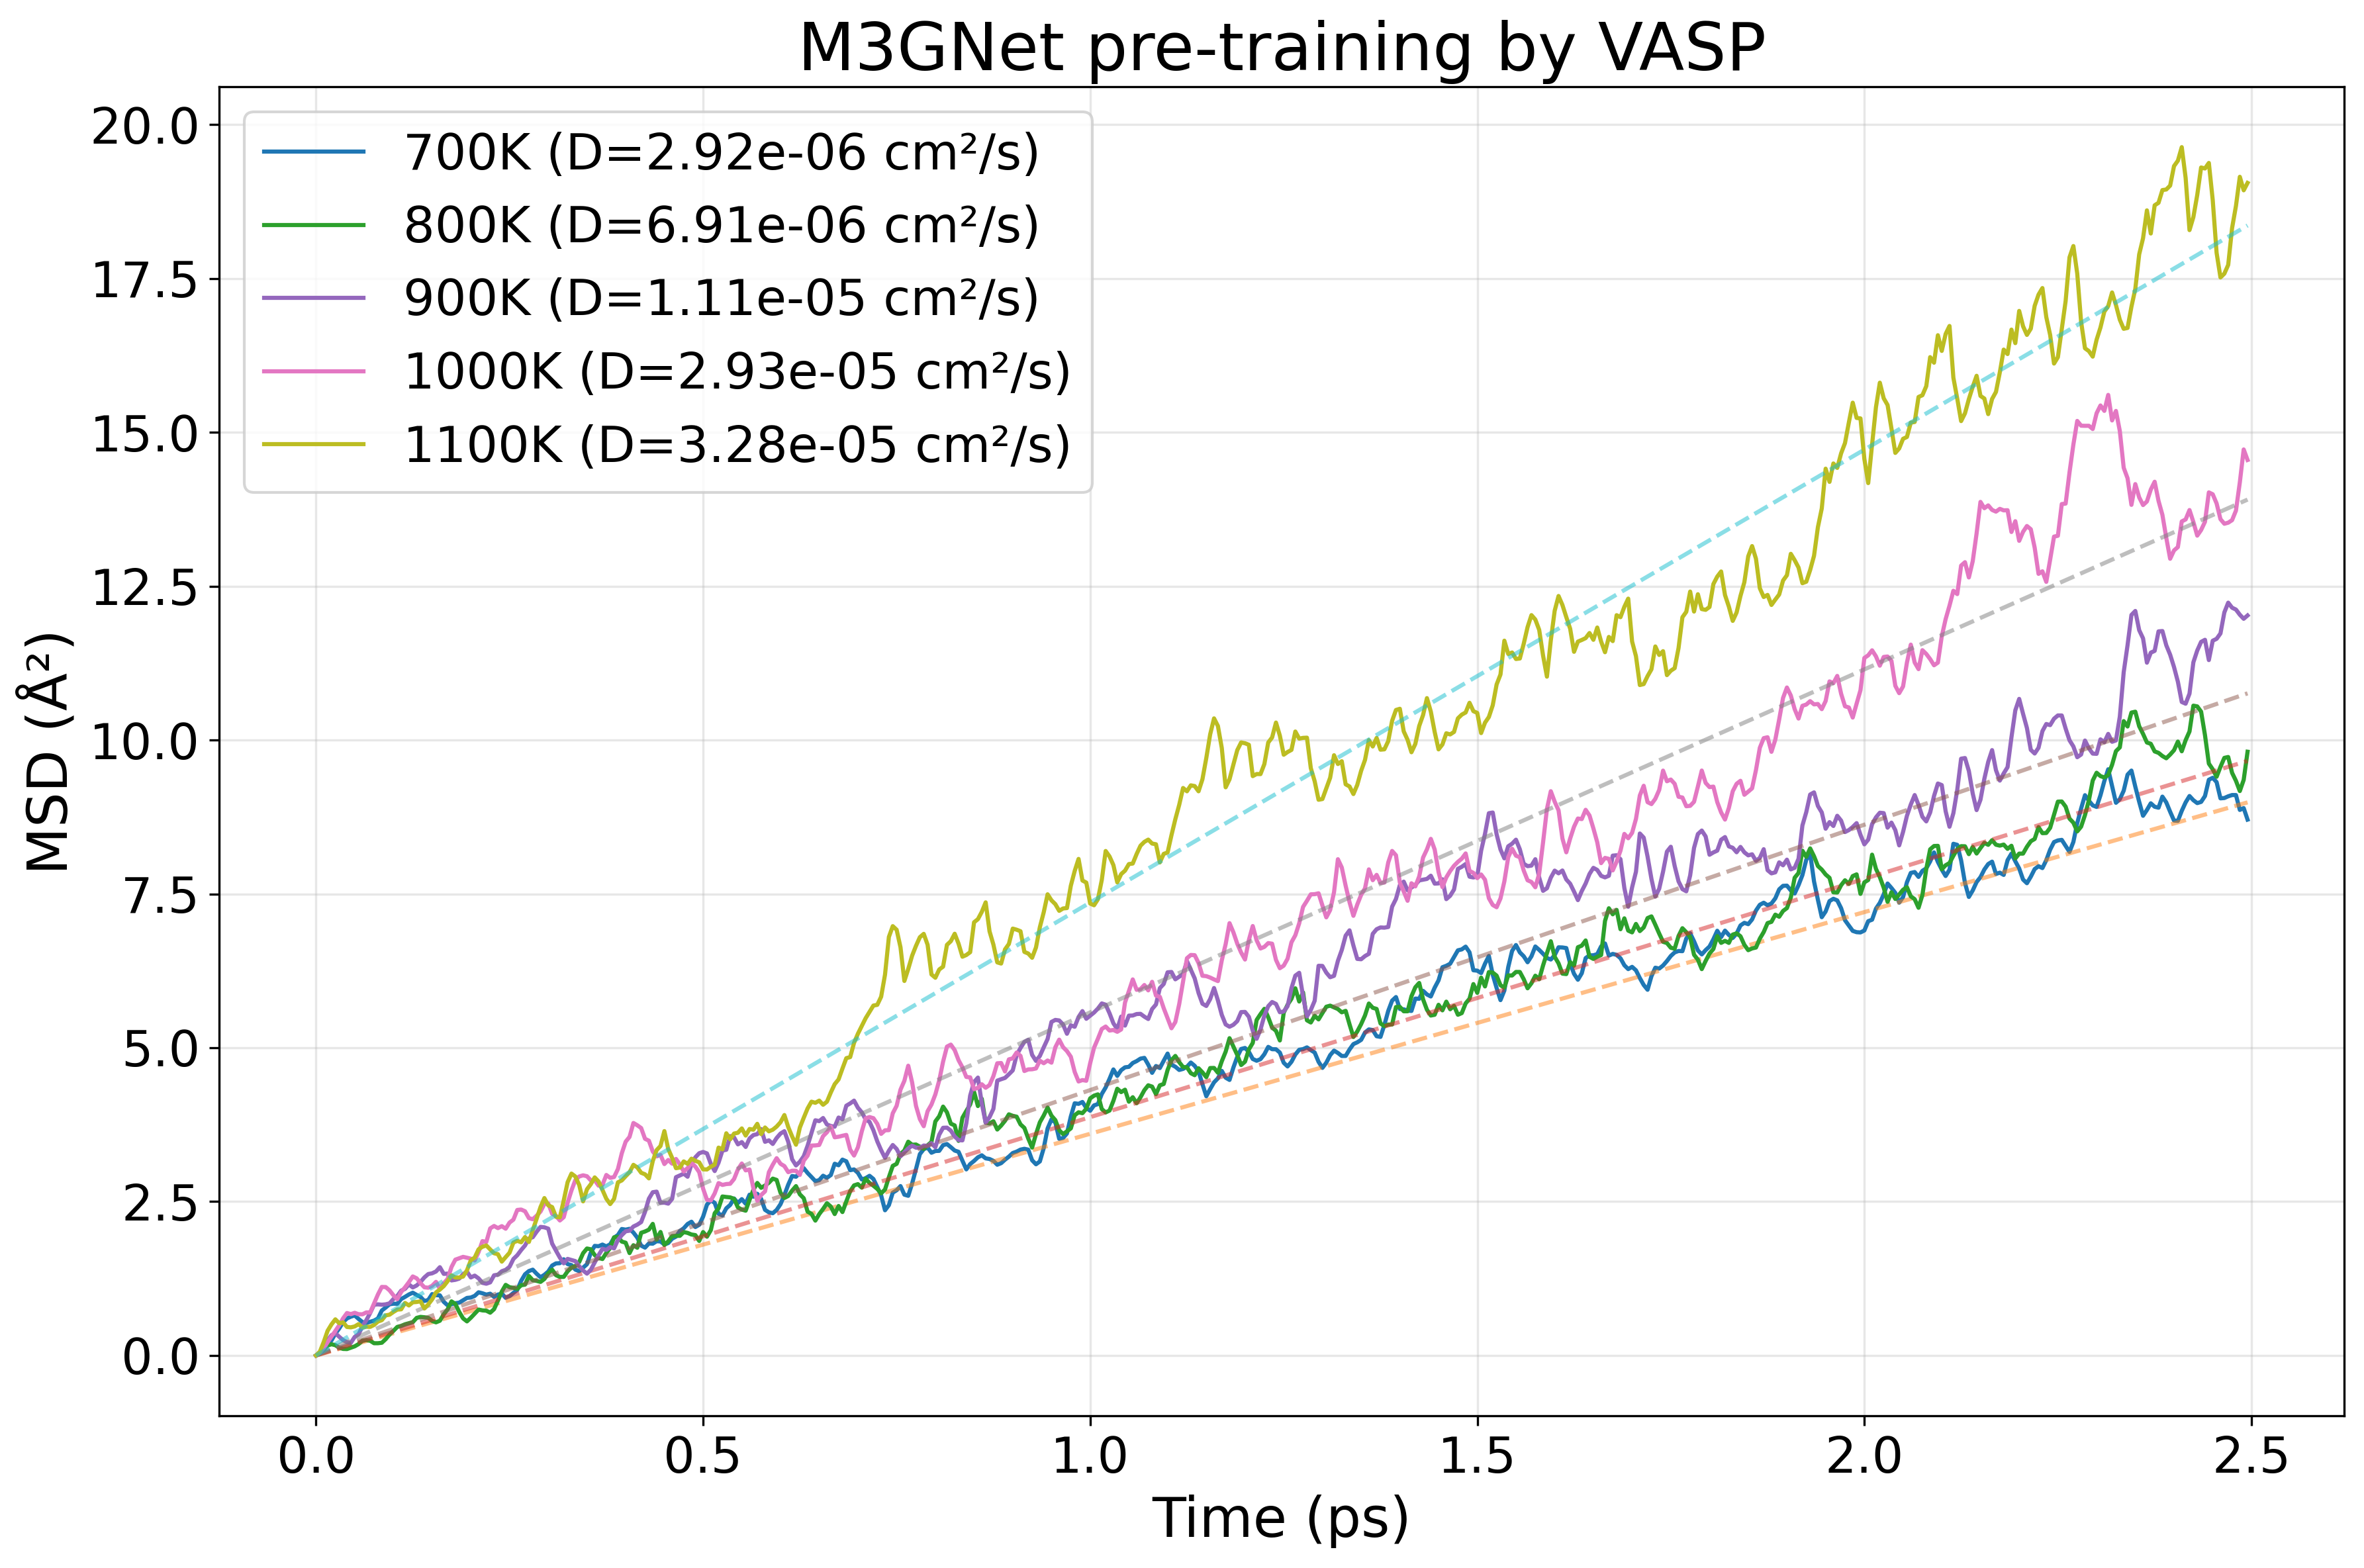 M3GNet pre-training by VASP
20.0
17.5
15.0
12.5
10.0
7.5
5.0
2.5
0.0
MSD (Å²)
700K (D=2.92e-06 cm²/s)
800K (D=6.91e-06 cm²/s)
900K (D=1.11e-05 cm²/s)
1000K (D=2.93e-05 cm²/s)
1100K (D=3.28e-05 cm²/s)
0.0 0.5 1.0 1.5 2.0 2.5
Time (ps)